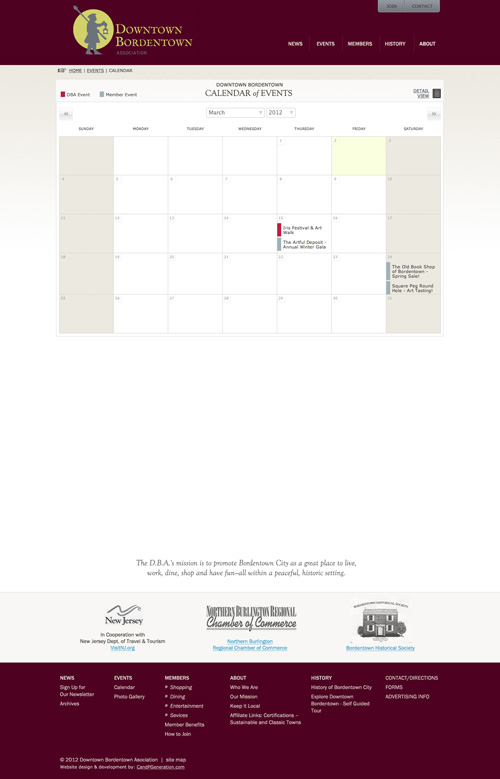 SIGN CONTACT
DOWNTOWN
BORDENTOWN
ASSOCIATION
NEWS EVENTS MEMBERS HISTORY ABOUT
HOME | EVENTS | CALENDAR
DOWNTOWN BORDENTOWN
CALENDAR of EVENTS
DBA Event Member Event
DETAIL
VIEW
March 2012
SUNDAY MONDAY TUESDAY WEDNESDAY THURSDAY FRIDAY SATURDAY
1 2 3
4 5 6 7 8 9 10
11 12 13 14 15 16 17
Iris Festival & Art
Walk
The Artful Deposit -
Annual Winter Gala
18 19 20 21 22 23 24
The Old Book Shop
of Bordentown -
Spring Sale!
Square Peg Round
Hole - Art Tasting!
25 26 27 28 29 30 31
The D.B.A.'s mission is to promote Bordentown City as a great place to live,
work, dine, shop and have fun–all within a peaceful, historic setting.
New Jersey
In Cooperation with
New Jersey Dept. of Travel & Tourism
VisitNJ.org
NORTHERN BURLINGTON REGIONAL
Chamber of Commerce
Northern Burlington
Regional Chamber of Commerce
BORDENTOWN HISTORICAL SOCIETY
Bordentown Historical Society
NEWS
Sign Up for
Our Newsletter
Archives
EVENTS
Calendar
Photo Gallery
MEMBERS
» Shopping
» Dining
» Entertainment
» Sevices
Member Benefits
How to Join
ABOUT
Who We Are
Our Mission
Keep it Local
Affiliate Links: Certifications –
Sustainable and Classic Towns
HISTORY
History of Bordentown City
Explore Downtown
Bordentown - Self Guided
Tour
CONTACT/DIRECTIONS
FORMS
ADVERTISING INFO
© 2012 Downtown Bordentown Asociation | site map
Website design & development by: CandFGeneration.com